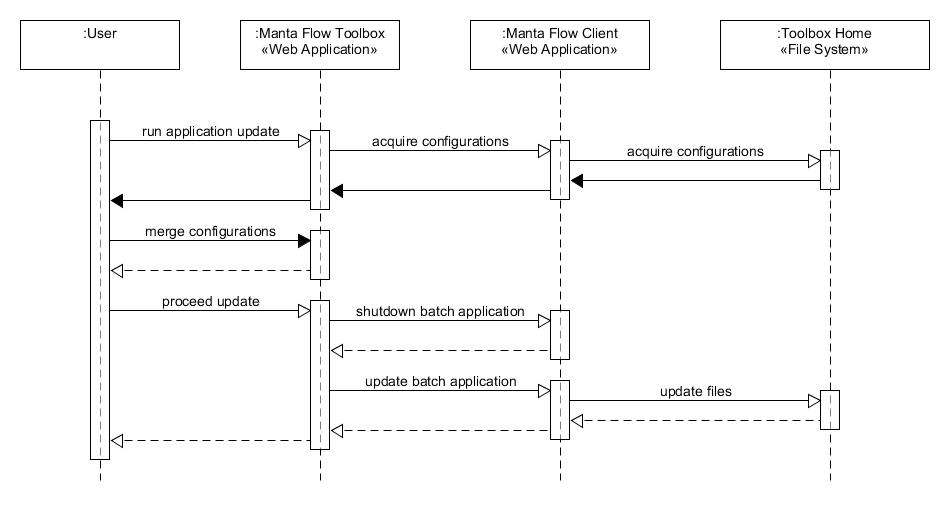 :User
:Manta Flow Toolbox
«Web Application»
:Manta Flow Client
«Web Application»
:Toolbox Home
«File System»
run application update
acquire configurations
acquire configurations
merge configurations
proceed update
shutdown batch application
update batch application
update files